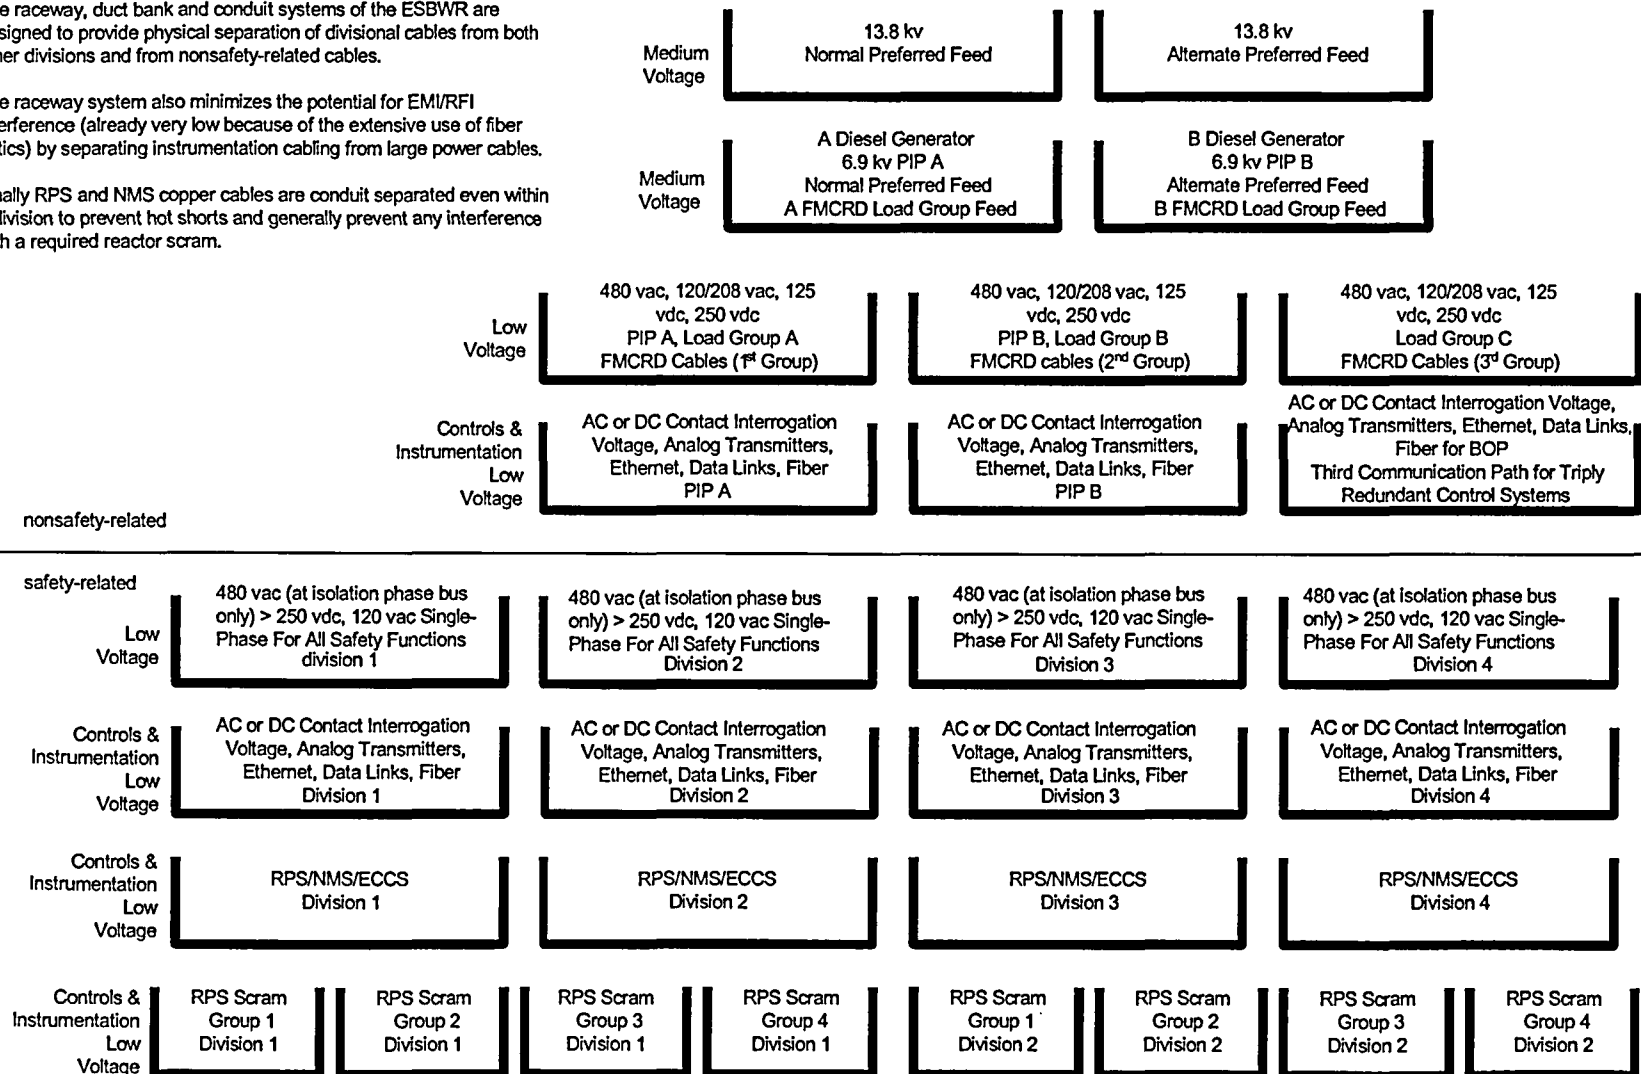 e raceway, duct bank and conduit systems of the ESBWR are
signed to provide physical separation of divisional cables from both
ner divisions and from nonsafety-related cables.
e raceway system also minimizes the potential for EMI/RFI
erference (already very low because of the extensive use of fiber
tics) by separating instrumentation cabling from large power cables.
ally RPS and NMS copper cables are conduit separated even within
division to prevent hot shorts and generally prevent any interference
h a required reactor scram.
Medium
Voltage
13.8 kv
Normal Preferred Feed
13.8 kv
Alternate Preferred Feed
Medium
Voltage
A Diesel Generator
6.9 kv PIP A
Normal Preferred Feed
A FMCRD Load Group Feed
B Diesel Generator
6.9 kv PIP B
Alternate Preferred Feed
B FMCRD Load Group Feed
Low
Voltage
480 vac, 120/208 vac, 125
vdc, 250 vdc
PIP A, Load Group A
FMCRD Cables (1st Group)
480 vac, 120/208 vac, 125
vdc, 250 vdc
PIP B, Load Group B
FMCRD cables (2nd Group)
480 vac, 120/208 vac, 125
vdc, 250 vdc
Load Group C
FMCRD Cables (3d Group)
Controls &
Instrumentation
Low
Voltage
AC or DC Contact Interrogation
Voltage, Analog Transmitters,
Ethernet, Data Links, Fiber
PIP A
AC or DC Contact Interrogation
Voltage, Analog Transmitters,
Ethernet, Data Links, Fiber
PIP B
AC or DC Contact Interrogation Voltage,
Analog Transmitters, Ethernet, Data Links,
Fiber for BOP
Third Communication Path for Triply
Redundant Control Systems
nonsafety-related
safety-related
Low
Voltage
480 vac (at isolation phase bus
only) > 250 vdc, 120 vac Single-
Phase For All Safety Functions
division 1
480 vac (at isolation phase bus
only) > 250 vdc, 120 vac Single-
Phase For All Safety Functions
Division 2
480 vac (at isolation phase bus
only) > 250 vdc, 120 vac Single-
Phase For All Safety Functions
Division 3
480 vac (at isolation phase bus
only) > 250 vdc, 120 vac Single-
Phase For All Safety Functions
Division 4
Controls &
Instrumentation
Low
Voltage
AC or DC Contact Interrogation
Voltage, Analog Transmitters,
Ethernet, Data Links, Fiber
Division 1
AC or DC Contact Interrogation
Voltage, Analog Transmitters,
Ethernet, Data Links, Fiber
Division 2
AC or DC Contact Interrogation
Voltage, Analog Transmitters,
Ethernet, Data Links, Fiber
Division 3
AC or DC Contact Interrogation
Voltage, Analog Transmitters,
Ethernet, Data Links, Fiber
Division 4
Controls &
Instrumentation
Low
Voltage
RPS/NMS/ECCS
Division 1
RPS/NMS/ECCS
Division 2
RPS/NMS/ECCS
Division 3
RPS/NMS/ECCS
Division 4
Controls &
Instrumentation
Low
Voltage
RPS Scram
Group 1
Division 1
RPS Scram
Group 2
Division 1
RPS Scram
Group 3
Division 1
RPS Scram
Group 4
Division 1
RPS Scram
Group 1
Division 2
RPS Scram
Group 2
Division 2
RPS Scram
Group 3
Division 2
RPS Scram
Group 4
Division 2